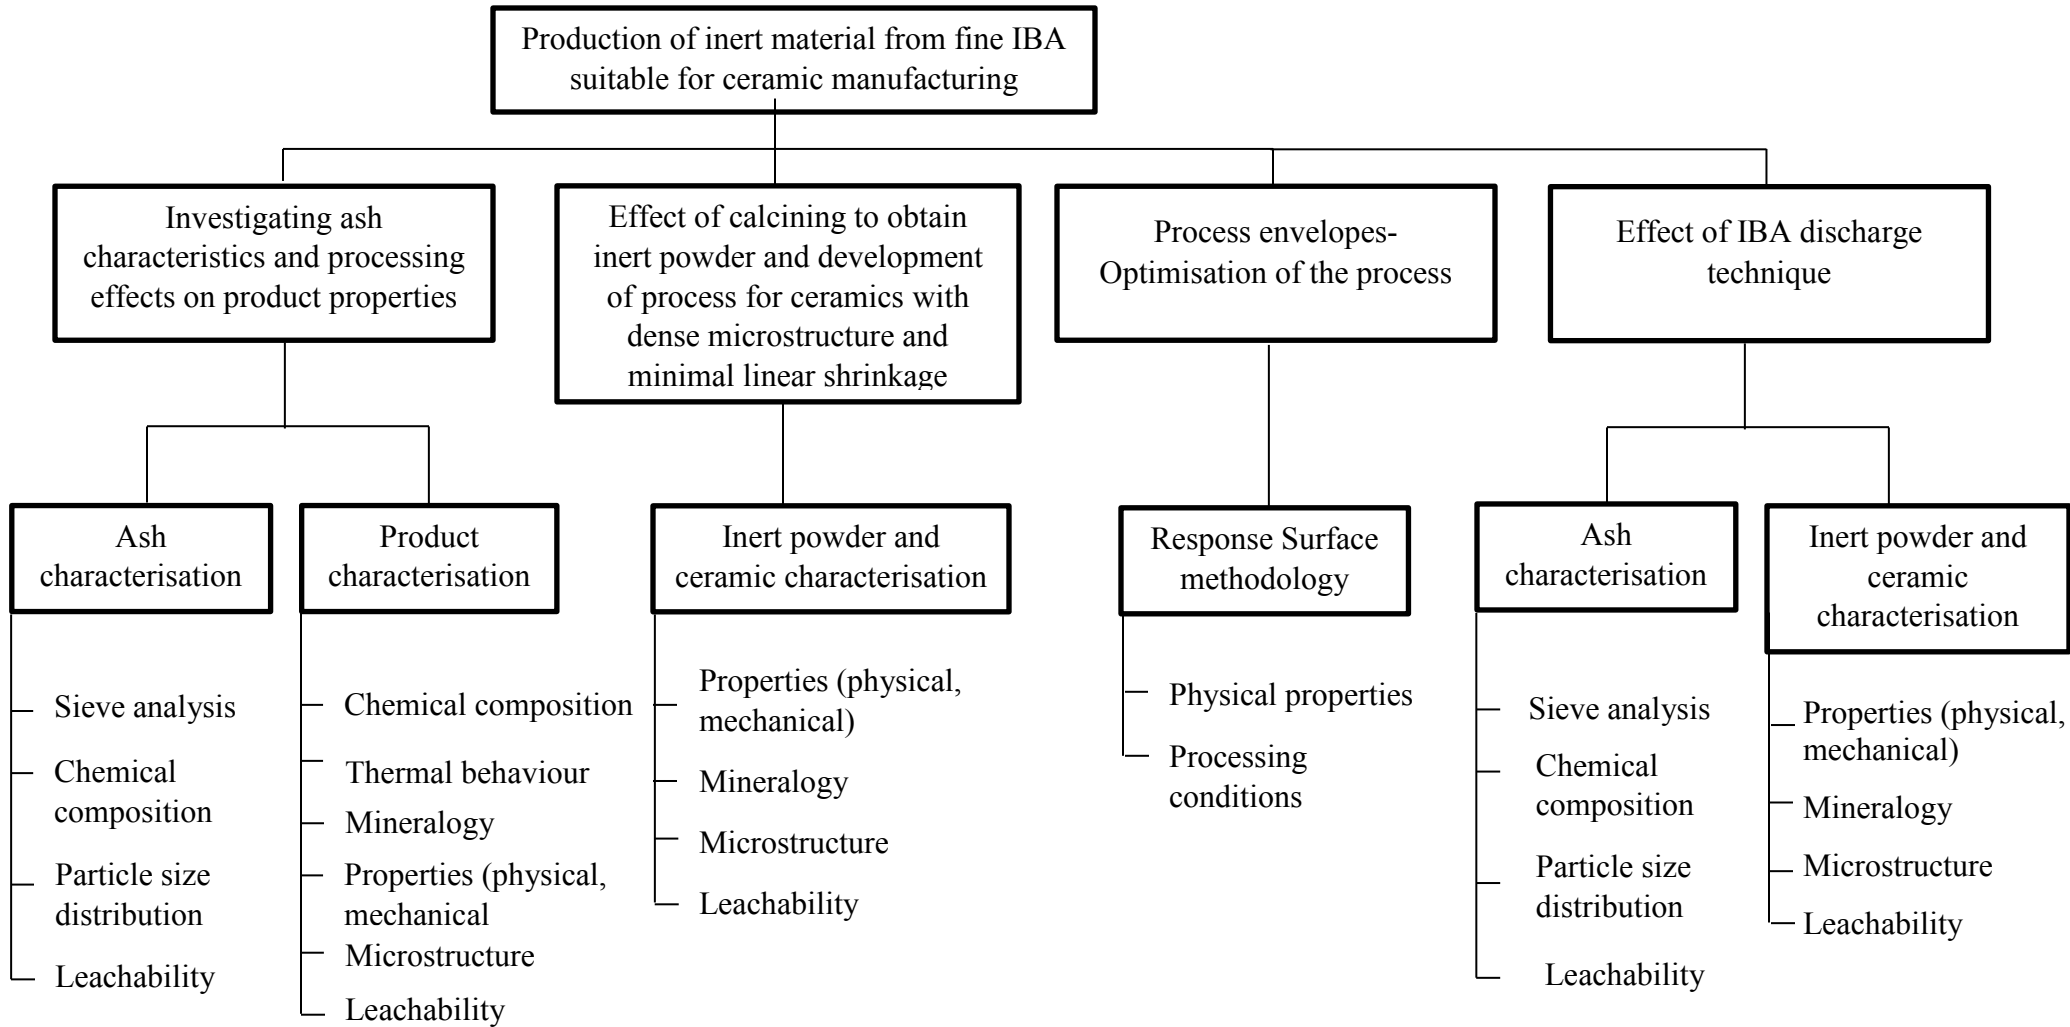 Production of inert material from fine IBA
suitable for ceramic manufacturing
Investigating ash
characteristics and processing
effects on product properties
Effect of calcining to obtain
inert powder and development
of process for ceramics with
dense microstructure and
minimal linear shrinkage
Process envelopes-
Optimisation of the process
Effect of IBA discharge
technique
Ash
characterisation
Product
characterisation
Inert powder and
ceramic characterisation
Response Surface
methodology
Ash
characterisation
Inert powder and
ceramic
characterisation
Sieve analysis
Chemical
composition
Particle size
distribution
Leachability
Chemical composition
Thermal behaviour
Mineralogy
Properties (physical,
mechanical
Microstructure
Leachability
Properties (physical,
mechanical)
Mineralogy
Microstructure
Leachability
Physical properties
Processing
conditions
Sieve analysis
Chemical
composition
Particle size
distribution
Leachability
Properties (physical,
mechanical)
Mineralogy
Microstructure
Leachability